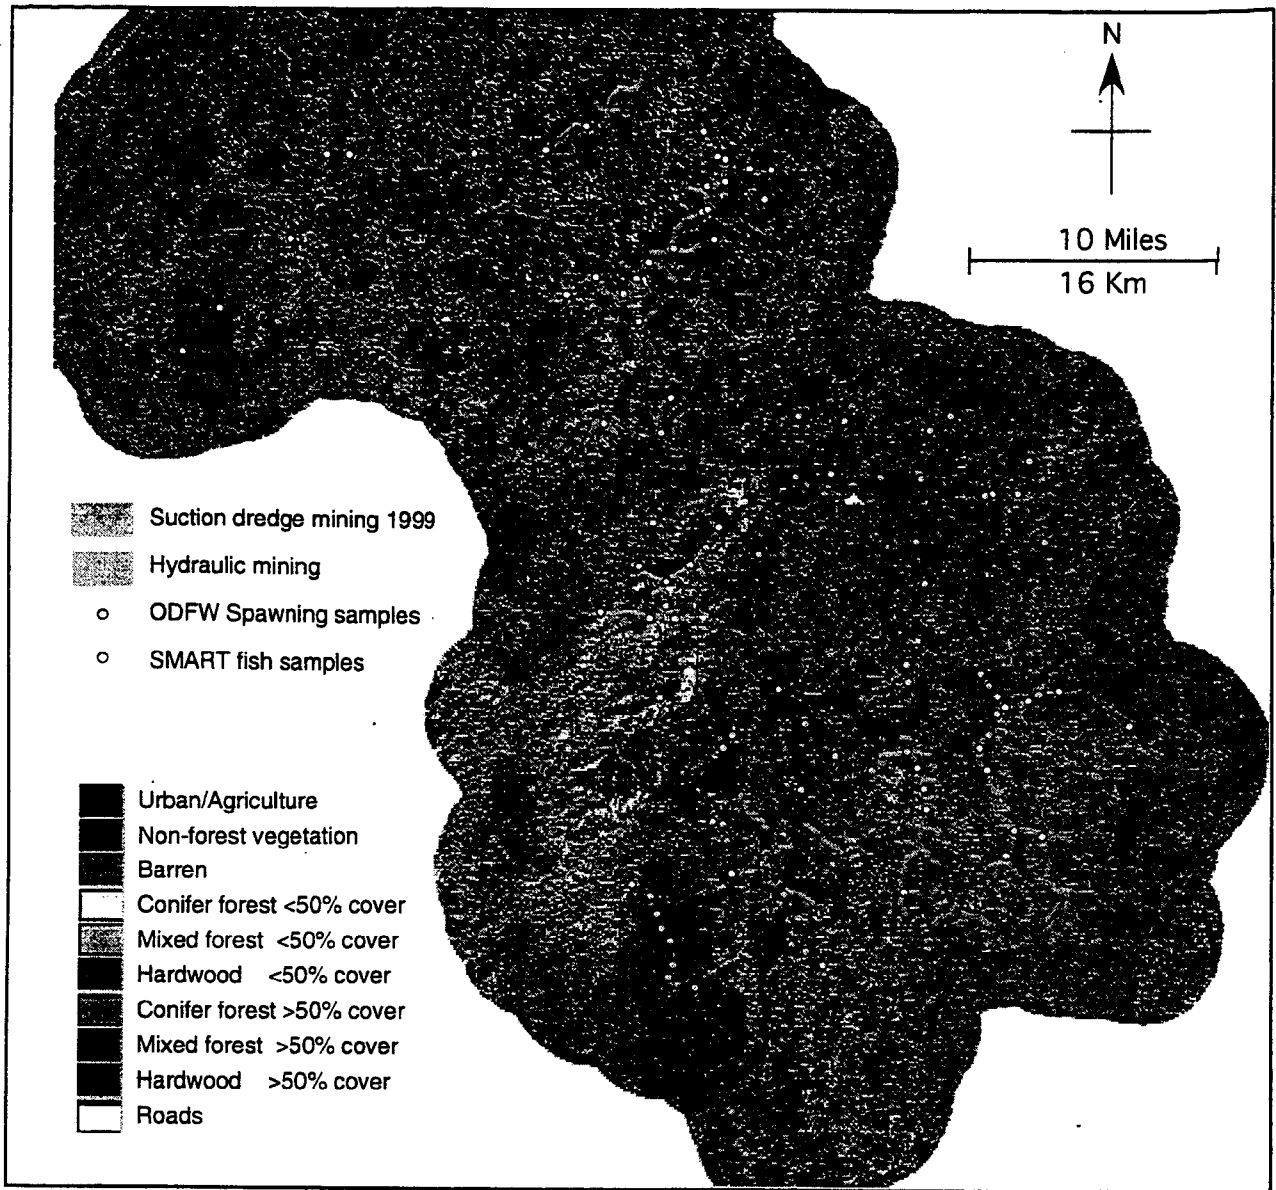 N
10 Miles
16 Km
Suction dredge mining 1999
Hydraulic mining
ODFW Spawning samples
SMART fish samples
Urban/Agriculture
Non-forest vegetation
Barren
Conifer forest <50% cover
Mixed forest <50% cover
Hardwood <50% cover
Conifer forest >50% cover
Mixed forest >50% cover
Hardwood >50% cover
Roads